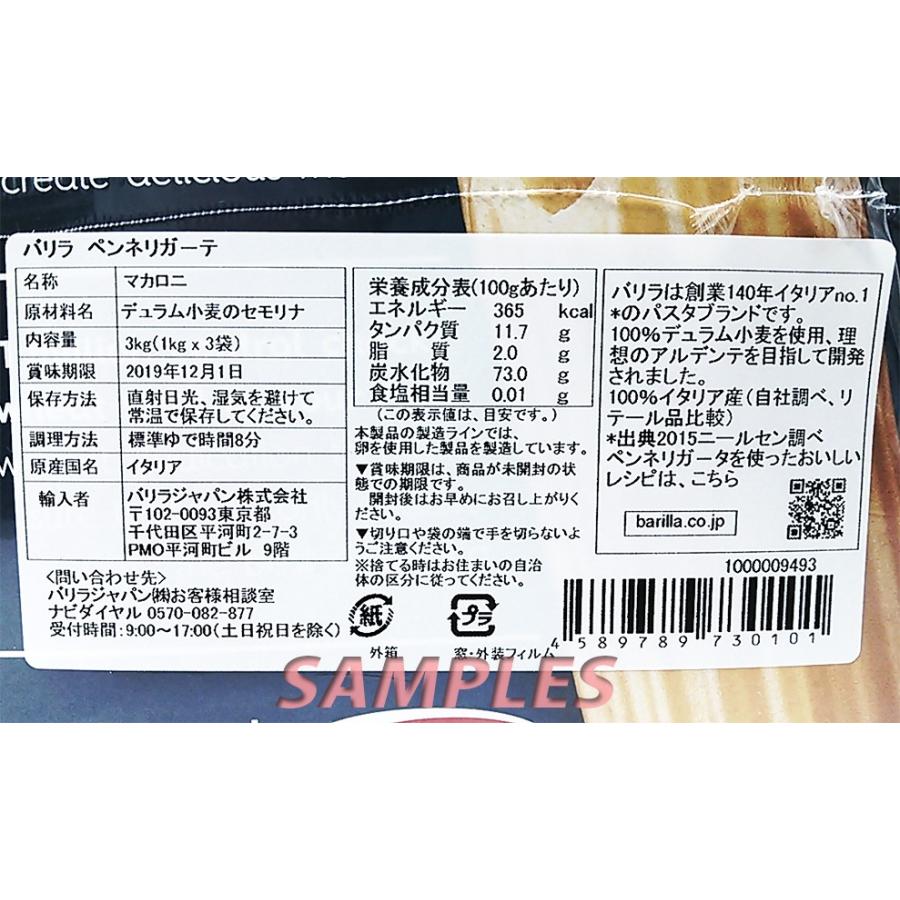 create delicious
バリラ ペンネリガーテ
名称 マカロニ
原材料名 デュラム小麦のセモリナ
内容量 3kg(1kg x 3袋)
賞味期限 2019年12月1日
保存方法 直射日光、湿気を避けて
常温で保存してください。
調理方法 標準ゆで時間8分
原産国名 イタリア
輸入者 バリラジャパン株式会社
〒102-0093東京都
千代田区平河町2-7-3
PMO平河町ビル 9階
<問い合わせ先>
バリラジャパン㈱お客様相談室
ナビダイヤル 0570-082-877
受付時間:9:00〜17:00(土日祝日を除く)
栄養成分表(100gあたり)
エネルギー 365 kcal
タンパク質 11.7 g
脂 質 2.0 g
炭水化物 73.0 g
食塩相当量 0.01 g
(この表示値は、目安です。)
本製品の製造ラインでは、
卵を使用した製品を製造しています。
▼賞味期限は、商品が未開封の状
態での期限です。
開封後はお早めにお召し上がりく
ださい。
▼切り口や袋の端で手を切らないよ
うご注意ください。
※捨てる時はお住まいの自治
体の区分に従ってください。
紙
外箱
プラ
窓・外装フィルム
バリラは創業140年イタリアno.1
*のパスタブランドです。
100%デュラム小麦を使用、理
想のアルデンテを目指して開発
されました。
100%イタリア産(自社調べ、リ
テール品比較)
*出典2015ニールセン調べ
ペンネリガータを使ったおいしい
レシピは、こちら
barilla.co.jp
1000009493
4589789730101
SAMPLES